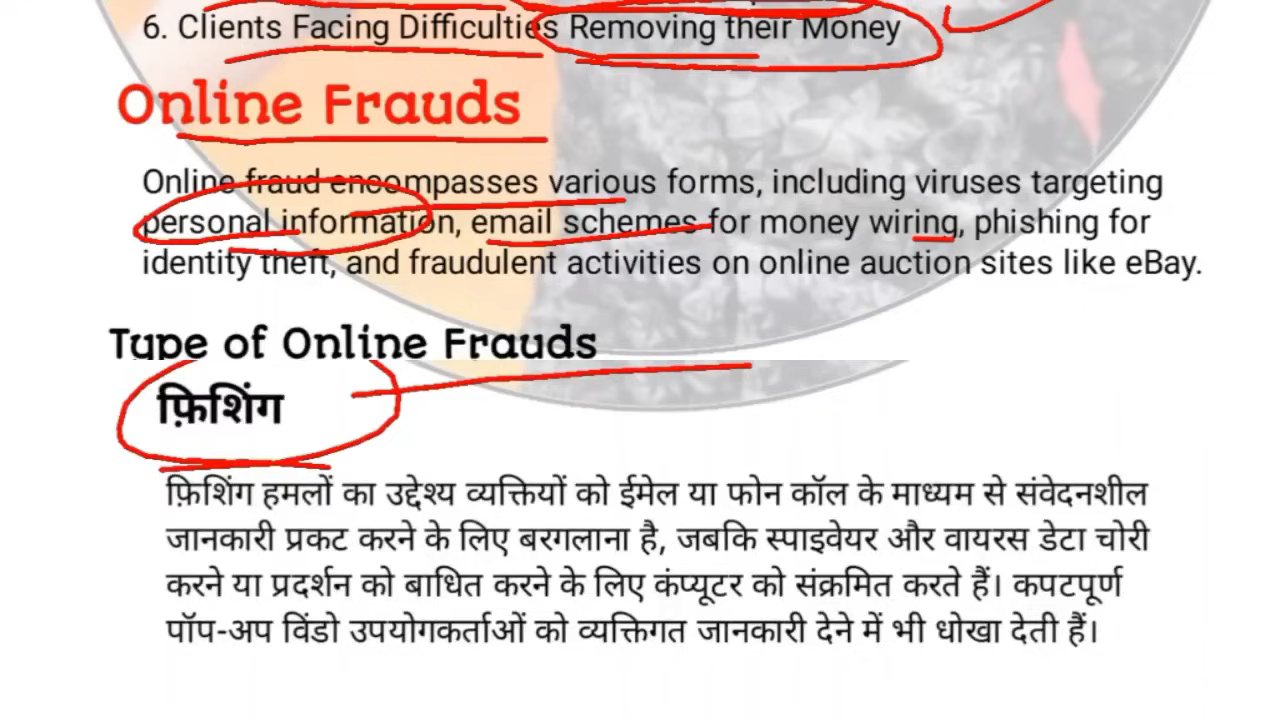 6. Clients Facing Difficulties Removing their Money
Online Frauds
Online fraud encompasses various forms, including viruses targeting
personal information, email schemes for money wiring, phishing for
identity theft, and fraudulent activities on online auction sites like eBay.
Type of Online Frauds
फ़िशिंग
फ़िशिंग हमलों का उद्देश्य व्यक्तियों को ईमेल या फोन कॉल के माध्यम से संवेदनशील
जानकारी प्रकट करने के लिए बरगलाना है, जबकि स्पाइवेयर और वायरस डेटा चोरी
करने या प्रदर्शन को बाधित करने के लिए कंप्यूटर को संक्रमित करते हैं। कपटपूर्ण
पॉप-अप विंडो उपयोगकर्ताओं को व्यक्तिगत जानकारी देने में भी धोखा देती हैं।